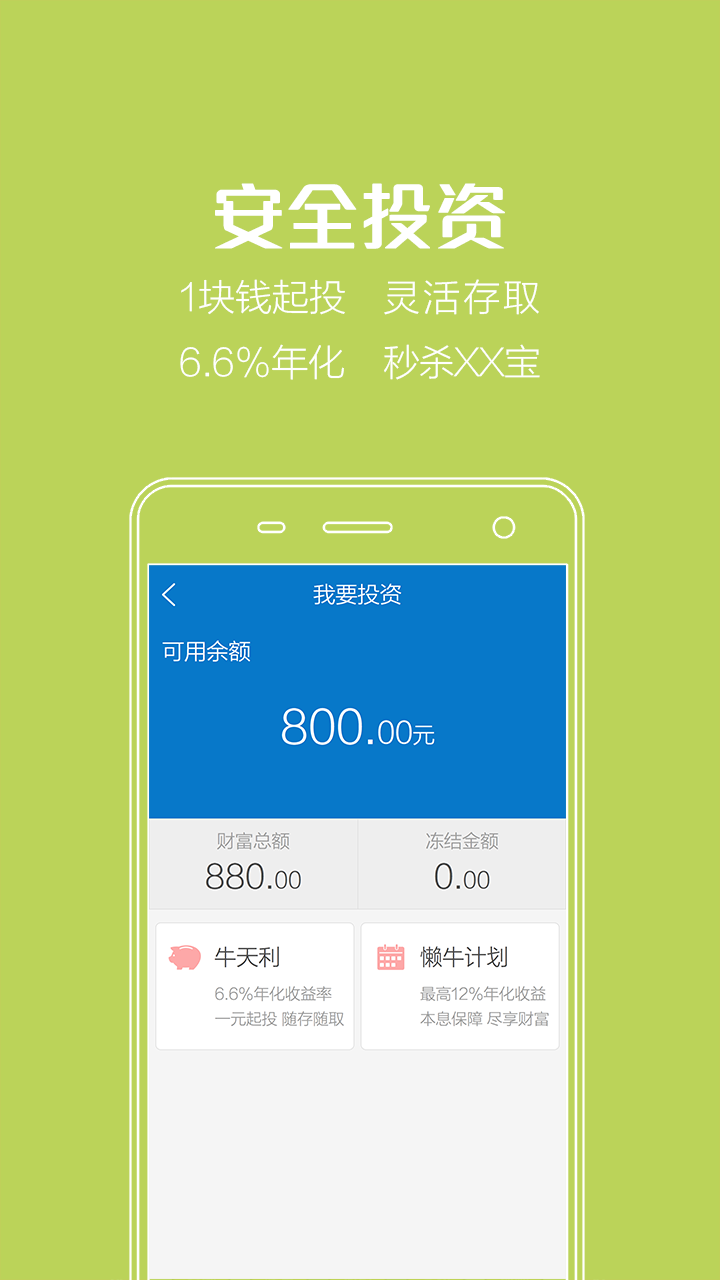 安全投资
1块钱起投 灵活存取
6.6%年化 秒杀XX宝
我要投资
可用余额
800.00元
财富总额 冻结金额
880.00 0.00
牛天利 懒牛计划
6.6%年化收益率 最高12%年化收益
一元起投 随存随取 本息保障 尽享财富